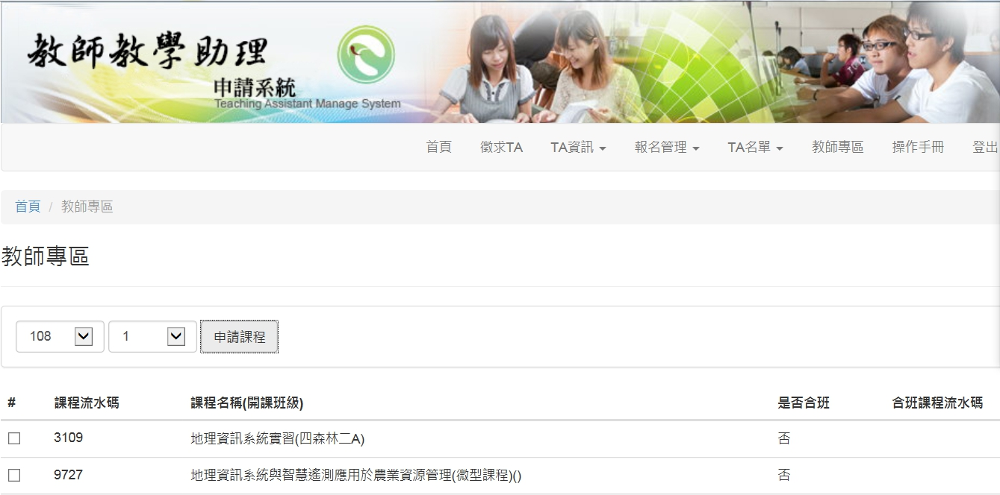 教師教學助理
申請系統
Teaching Assistant Manage System
首頁 徵求TA TA資訊 報名管理 TA名單 教師專區 操作手冊 登出
首頁 / 教師專區
教師專區
108 1 申請課程
# 課程流水碼 課程名稱(開課班級) 是否合班 合班課程流水碼
3109 地理資訊系統實習(四森林二A) 否
9727 地理資訊系統與智慧遙測應用於農業資源管理(微型課程)() 否